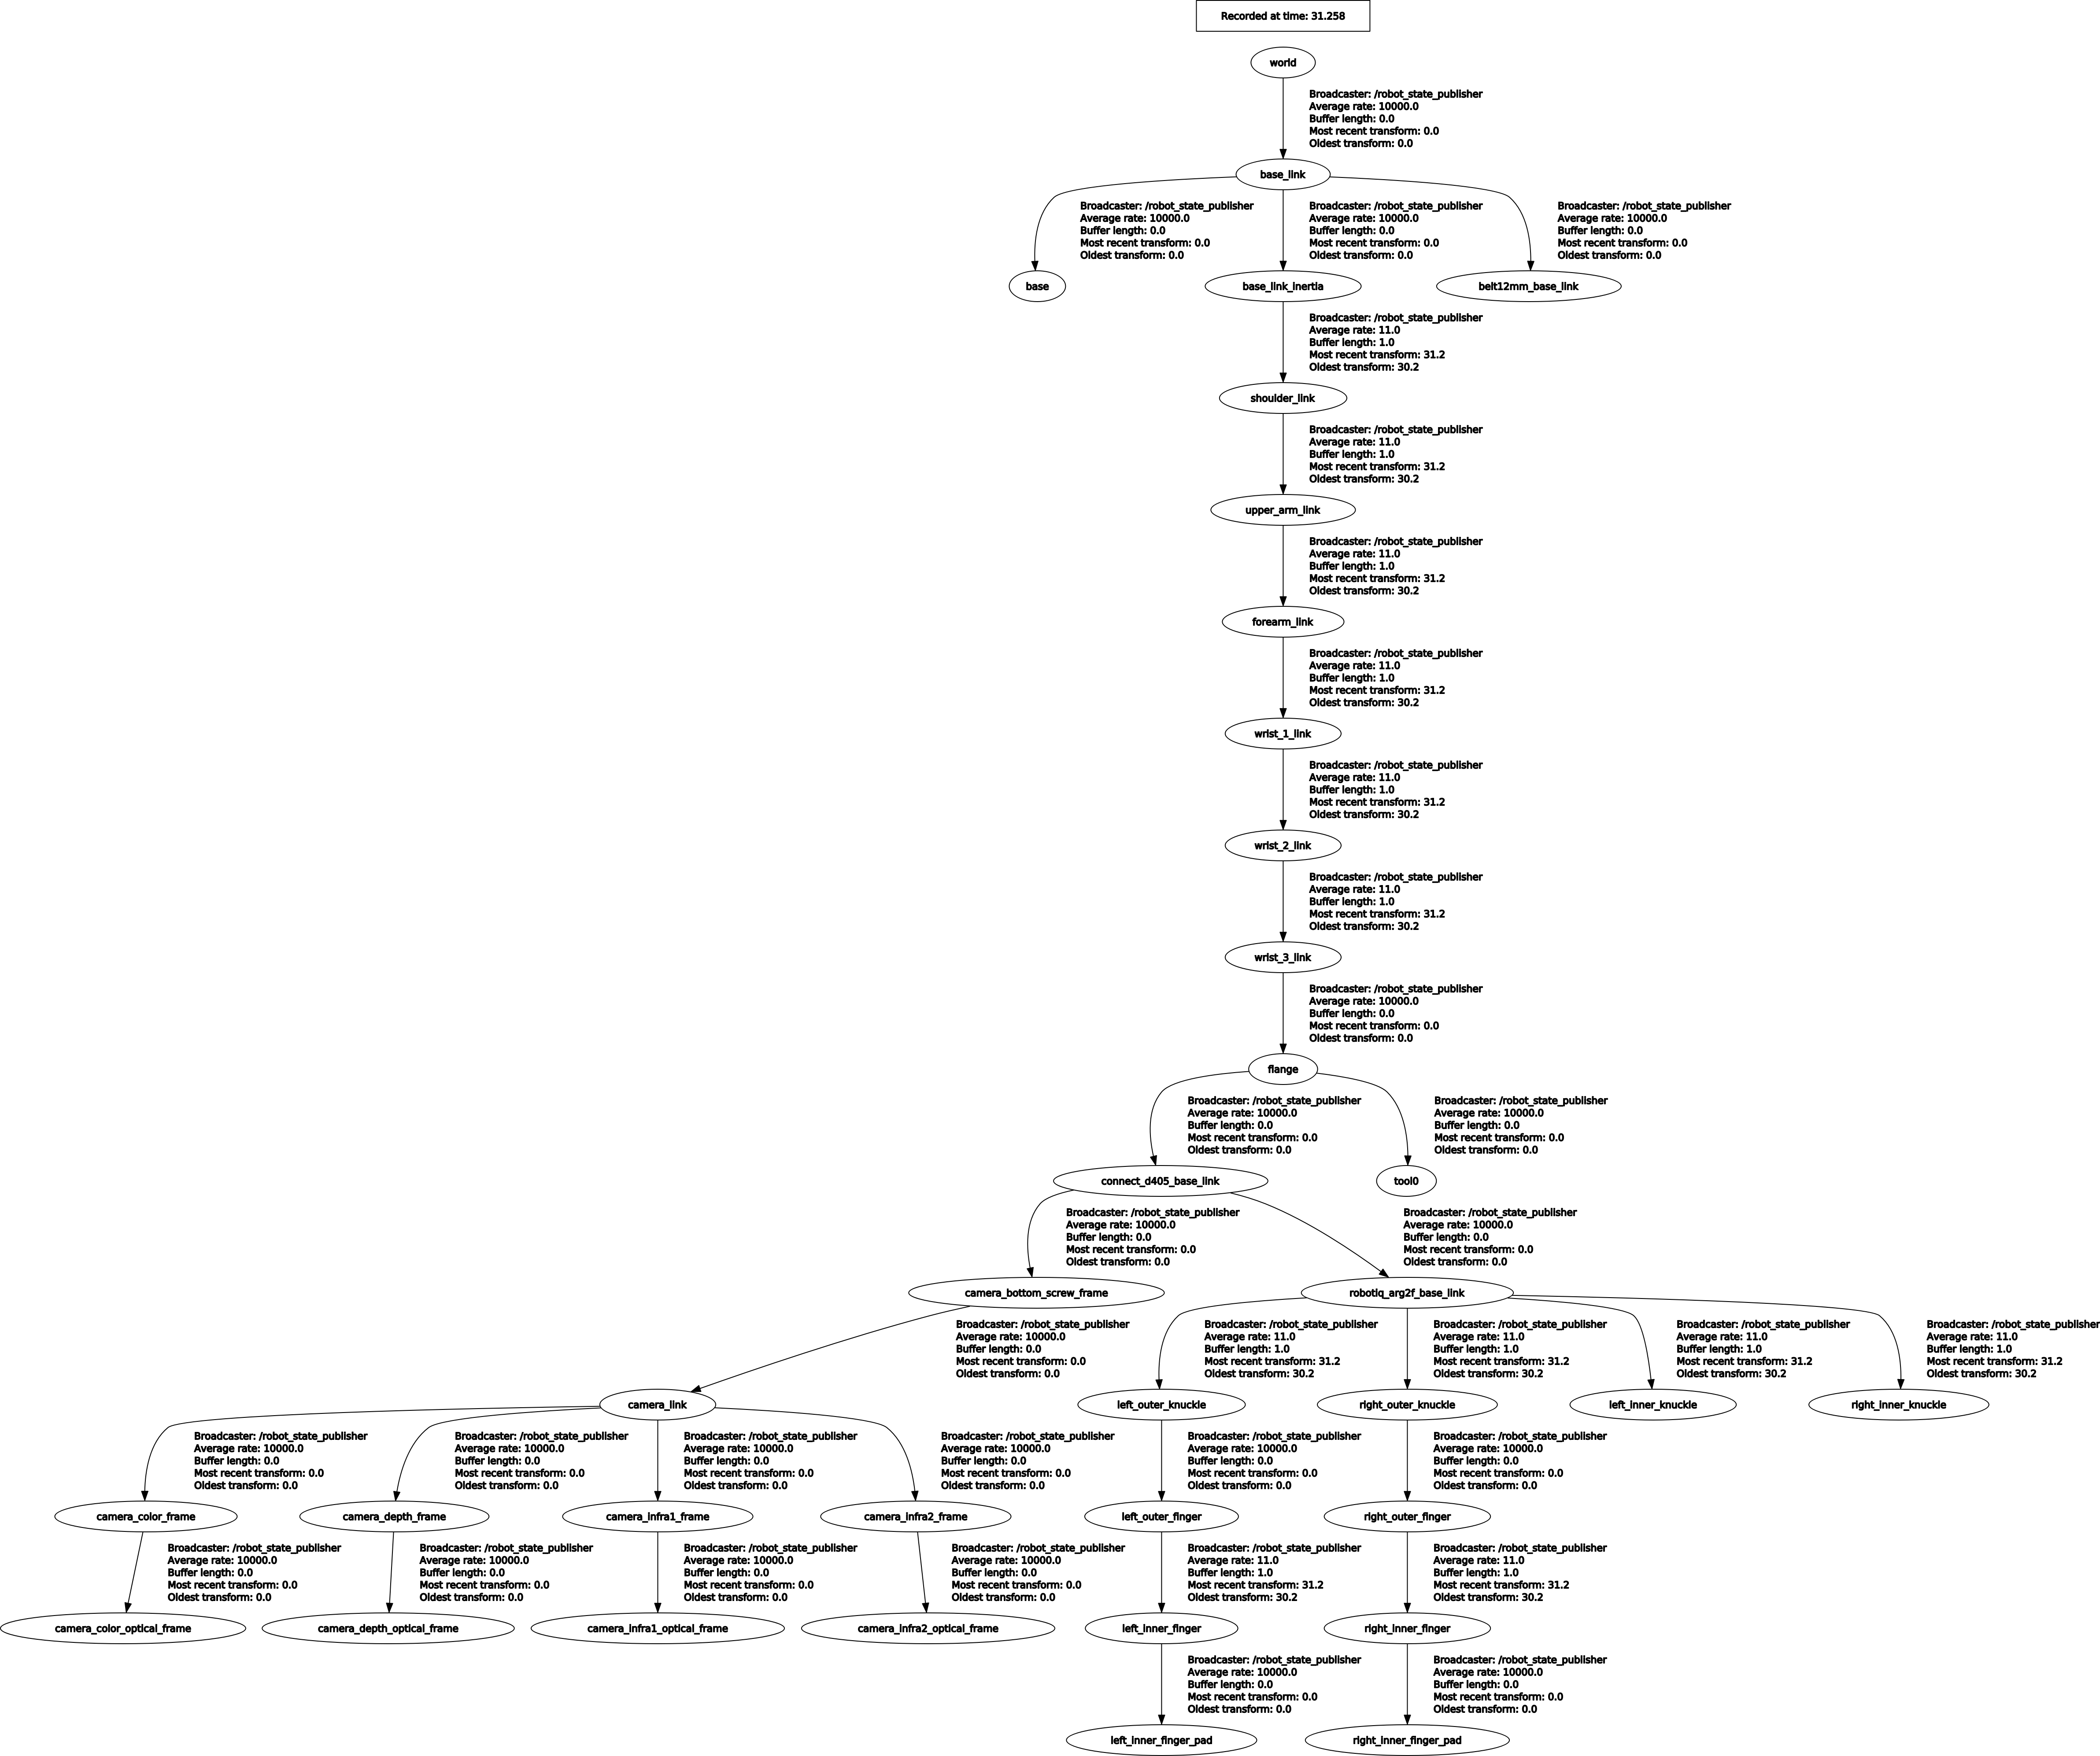 Recorded at time: 31.258
world
Broadcaster: /robot_state_publisher
Average rate: 10000.0
Buffer length: 0.0
Most recent transform: 0.0
Oldest transform: 0.0
base_link
Broadcaster: /robot_state_publisher
Average rate: 10000.0
Buffer length: 0.0
Most recent transform: 0.0
Oldest transform: 0.0
Broadcaster: /robot_state_publisher
Average rate: 10000.0
Buffer length: 0.0
Most recent transform: 0.0
Oldest transform: 0.0
Broadcaster: /robot_state_publisher
Average rate: 10000.0
Buffer length: 0.0
Most recent transform: 0.0
Oldest transform: 0.0
base
base_link_inertia
belt12mm_base_link
Broadcaster: /robot_state_publisher
Average rate: 11.0
Buffer length: 1.0
Most recent transform: 31.2
Oldest transform: 30.2
shoulder_link
Broadcaster: /robot_state_publisher
Average rate: 11.0
Buffer length: 1.0
Most recent transform: 31.2
Oldest transform: 30.2
upper_arm_link
Broadcaster: /robot_state_publisher
Average rate: 11.0
Buffer length: 1.0
Most recent transform: 31.2
Oldest transform: 30.2
forearm_link
Broadcaster: /robot_state_publisher
Average rate: 11.0
Buffer length: 1.0
Most recent transform: 31.2
Oldest transform: 30.2
wrist_1_link
Broadcaster: /robot_state_publisher
Average rate: 11.0
Buffer length: 1.0
Most recent transform: 31.2
Oldest transform: 30.2
wrist_2_link
Broadcaster: /robot_state_publisher
Average rate: 11.0
Buffer length: 1.0
Most recent transform: 31.2
Oldest transform: 30.2
wrist_3_link
Broadcaster: /robot_state_publisher
Average rate: 10000.0
Buffer length: 0.0
Most recent transform: 0.0
Oldest transform: 0.0
flange
Broadcaster: /robot_state_publisher
Average rate: 10000.0
Buffer length: 0.0
Most recent transform: 0.0
Oldest transform: 0.0
Broadcaster: /robot_state_publisher
Average rate: 10000.0
Buffer length: 0.0
Most recent transform: 0.0
Oldest transform: 0.0
connect_d405_base_link
tool0
Broadcaster: /robot_state_publisher
Average rate: 10000.0
Buffer length: 0.0
Most recent transform: 0.0
Oldest transform: 0.0
Broadcaster: /robot_state_publisher
Average rate: 10000.0
Buffer length: 0.0
Most recent transform: 0.0
Oldest transform: 0.0
camera_bottom_screw_frame
robotiq_arg2f_base_link
Broadcaster: /robot_state_publisher
Average rate: 10000.0
Buffer length: 0.0
Most recent transform: 0.0
Oldest transform: 0.0
Broadcaster: /robot_state_publisher
Average rate: 11.0
Buffer length: 1.0
Most recent transform: 31.2
Oldest transform: 30.2
Broadcaster: /robot_state_publisher
Average rate: 11.0
Buffer length: 1.0
Most recent transform: 31.2
Oldest transform: 30.2
Broadcaster: /robot_state_publisher
Average rate: 11.0
Buffer length: 1.0
Most recent transform: 31.2
Oldest transform: 30.2
Broadcaster: /robot_state_publisher
Average rate: 11.0
Buffer length: 1.0
Most recent transform: 31.2
Oldest transform: 30.2
camera_link
left_outer_knuckle
right_outer_knuckle
left_inner_knuckle
right_inner_knuckle
Broadcaster: /robot_state_publisher
Average rate: 10000.0
Buffer length: 0.0
Most recent transform: 0.0
Oldest transform: 0.0
Broadcaster: /robot_state_publisher
Average rate: 10000.0
Buffer length: 0.0
Most recent transform: 0.0
Oldest transform: 0.0
Broadcaster: /robot_state_publisher
Average rate: 10000.0
Buffer length: 0.0
Most recent transform: 0.0
Oldest transform: 0.0
Broadcaster: /robot_state_publisher
Average rate: 10000.0
Buffer length: 0.0
Most recent transform: 0.0
Oldest transform: 0.0
Broadcaster: /robot_state_publisher
Average rate: 10000.0
Buffer length: 0.0
Most recent transform: 0.0
Oldest transform: 0.0
Broadcaster: /robot_state_publisher
Average rate: 10000.0
Buffer length: 0.0
Most recent transform: 0.0
Oldest transform: 0.0
camera_color_frame
camera_depth_frame
camera_infra1_frame
camera_infra2_frame
left_outer_finger
right_outer_finger
Broadcaster: /robot_state_publisher
Average rate: 10000.0
Buffer length: 0.0
Most recent transform: 0.0
Oldest transform: 0.0
Broadcaster: /robot_state_publisher
Average rate: 10000.0
Buffer length: 0.0
Most recent transform: 0.0
Oldest transform: 0.0
Broadcaster: /robot_state_publisher
Average rate: 10000.0
Buffer length: 0.0
Most recent transform: 0.0
Oldest transform: 0.0
Broadcaster: /robot_state_publisher
Average rate: 10000.0
Buffer length: 0.0
Most recent transform: 0.0
Oldest transform: 0.0
Broadcaster: /robot_state_publisher
Average rate: 11.0
Buffer length: 1.0
Most recent transform: 31.2
Oldest transform: 30.2
Broadcaster: /robot_state_publisher
Average rate: 11.0
Buffer length: 1.0
Most recent transform: 31.2
Oldest transform: 30.2
camera_color_optical_frame
camera_depth_optical_frame
camera_infra1_optical_frame
camera_infra2_optical_frame
left_inner_finger
right_inner_finger
Broadcaster: /robot_state_publisher
Average rate: 10000.0
Buffer length: 0.0
Most recent transform: 0.0
Oldest transform: 0.0
Broadcaster: /robot_state_publisher
Average rate: 10000.0
Buffer length: 0.0
Most recent transform: 0.0
Oldest transform: 0.0
left_inner_finger_pad
right_inner_finger_pad